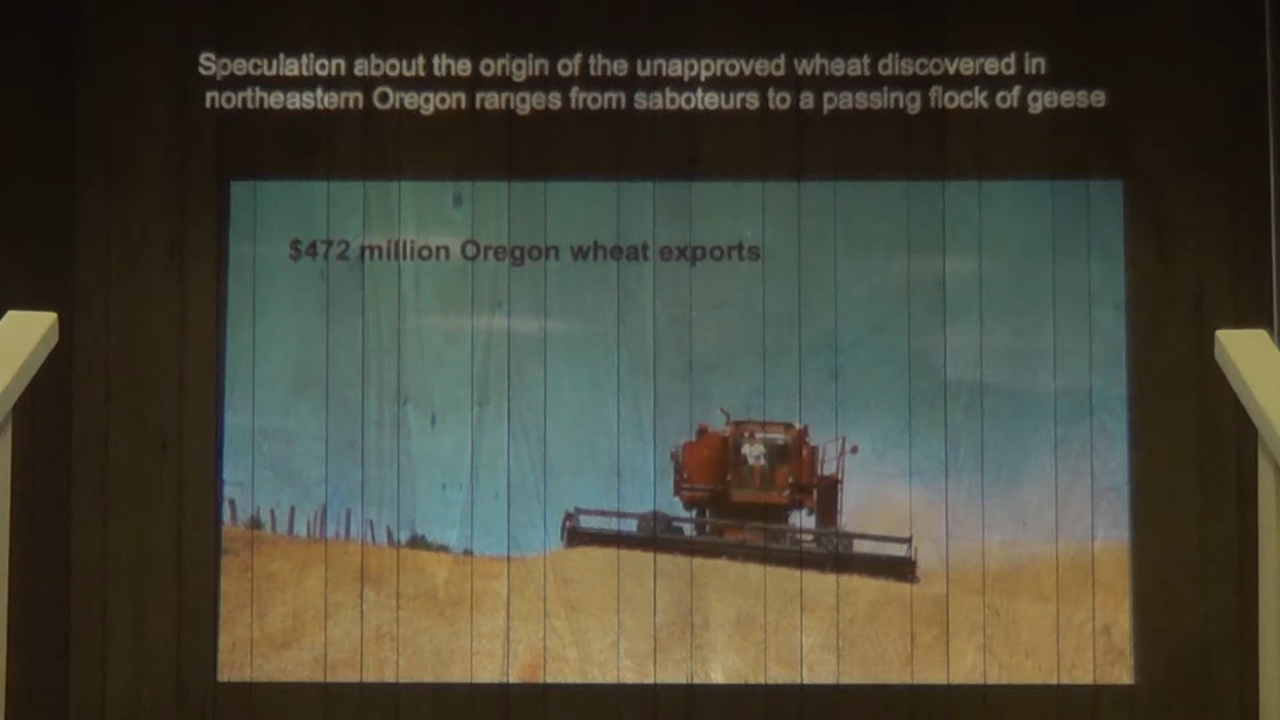 Speculation about the origin of the unapproved wheat discovered in
northeastern Oregon ranges from saboteurs to a passing flock of geese
$472 million Oregon wheat exports